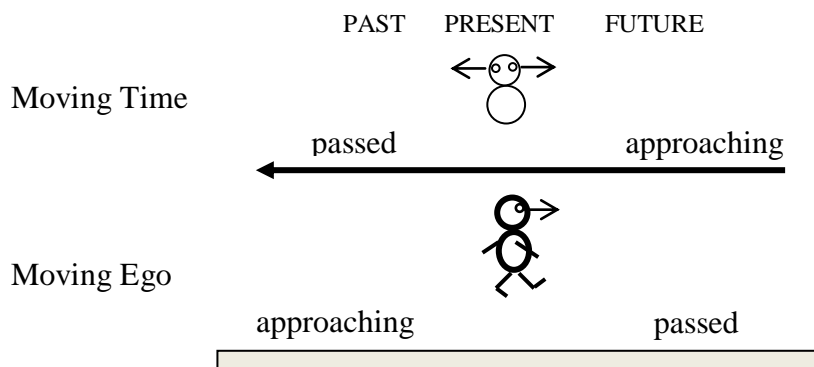 PAST PRESENT FUTURE
Moving Time
passed approaching
Moving Ego
approaching passed